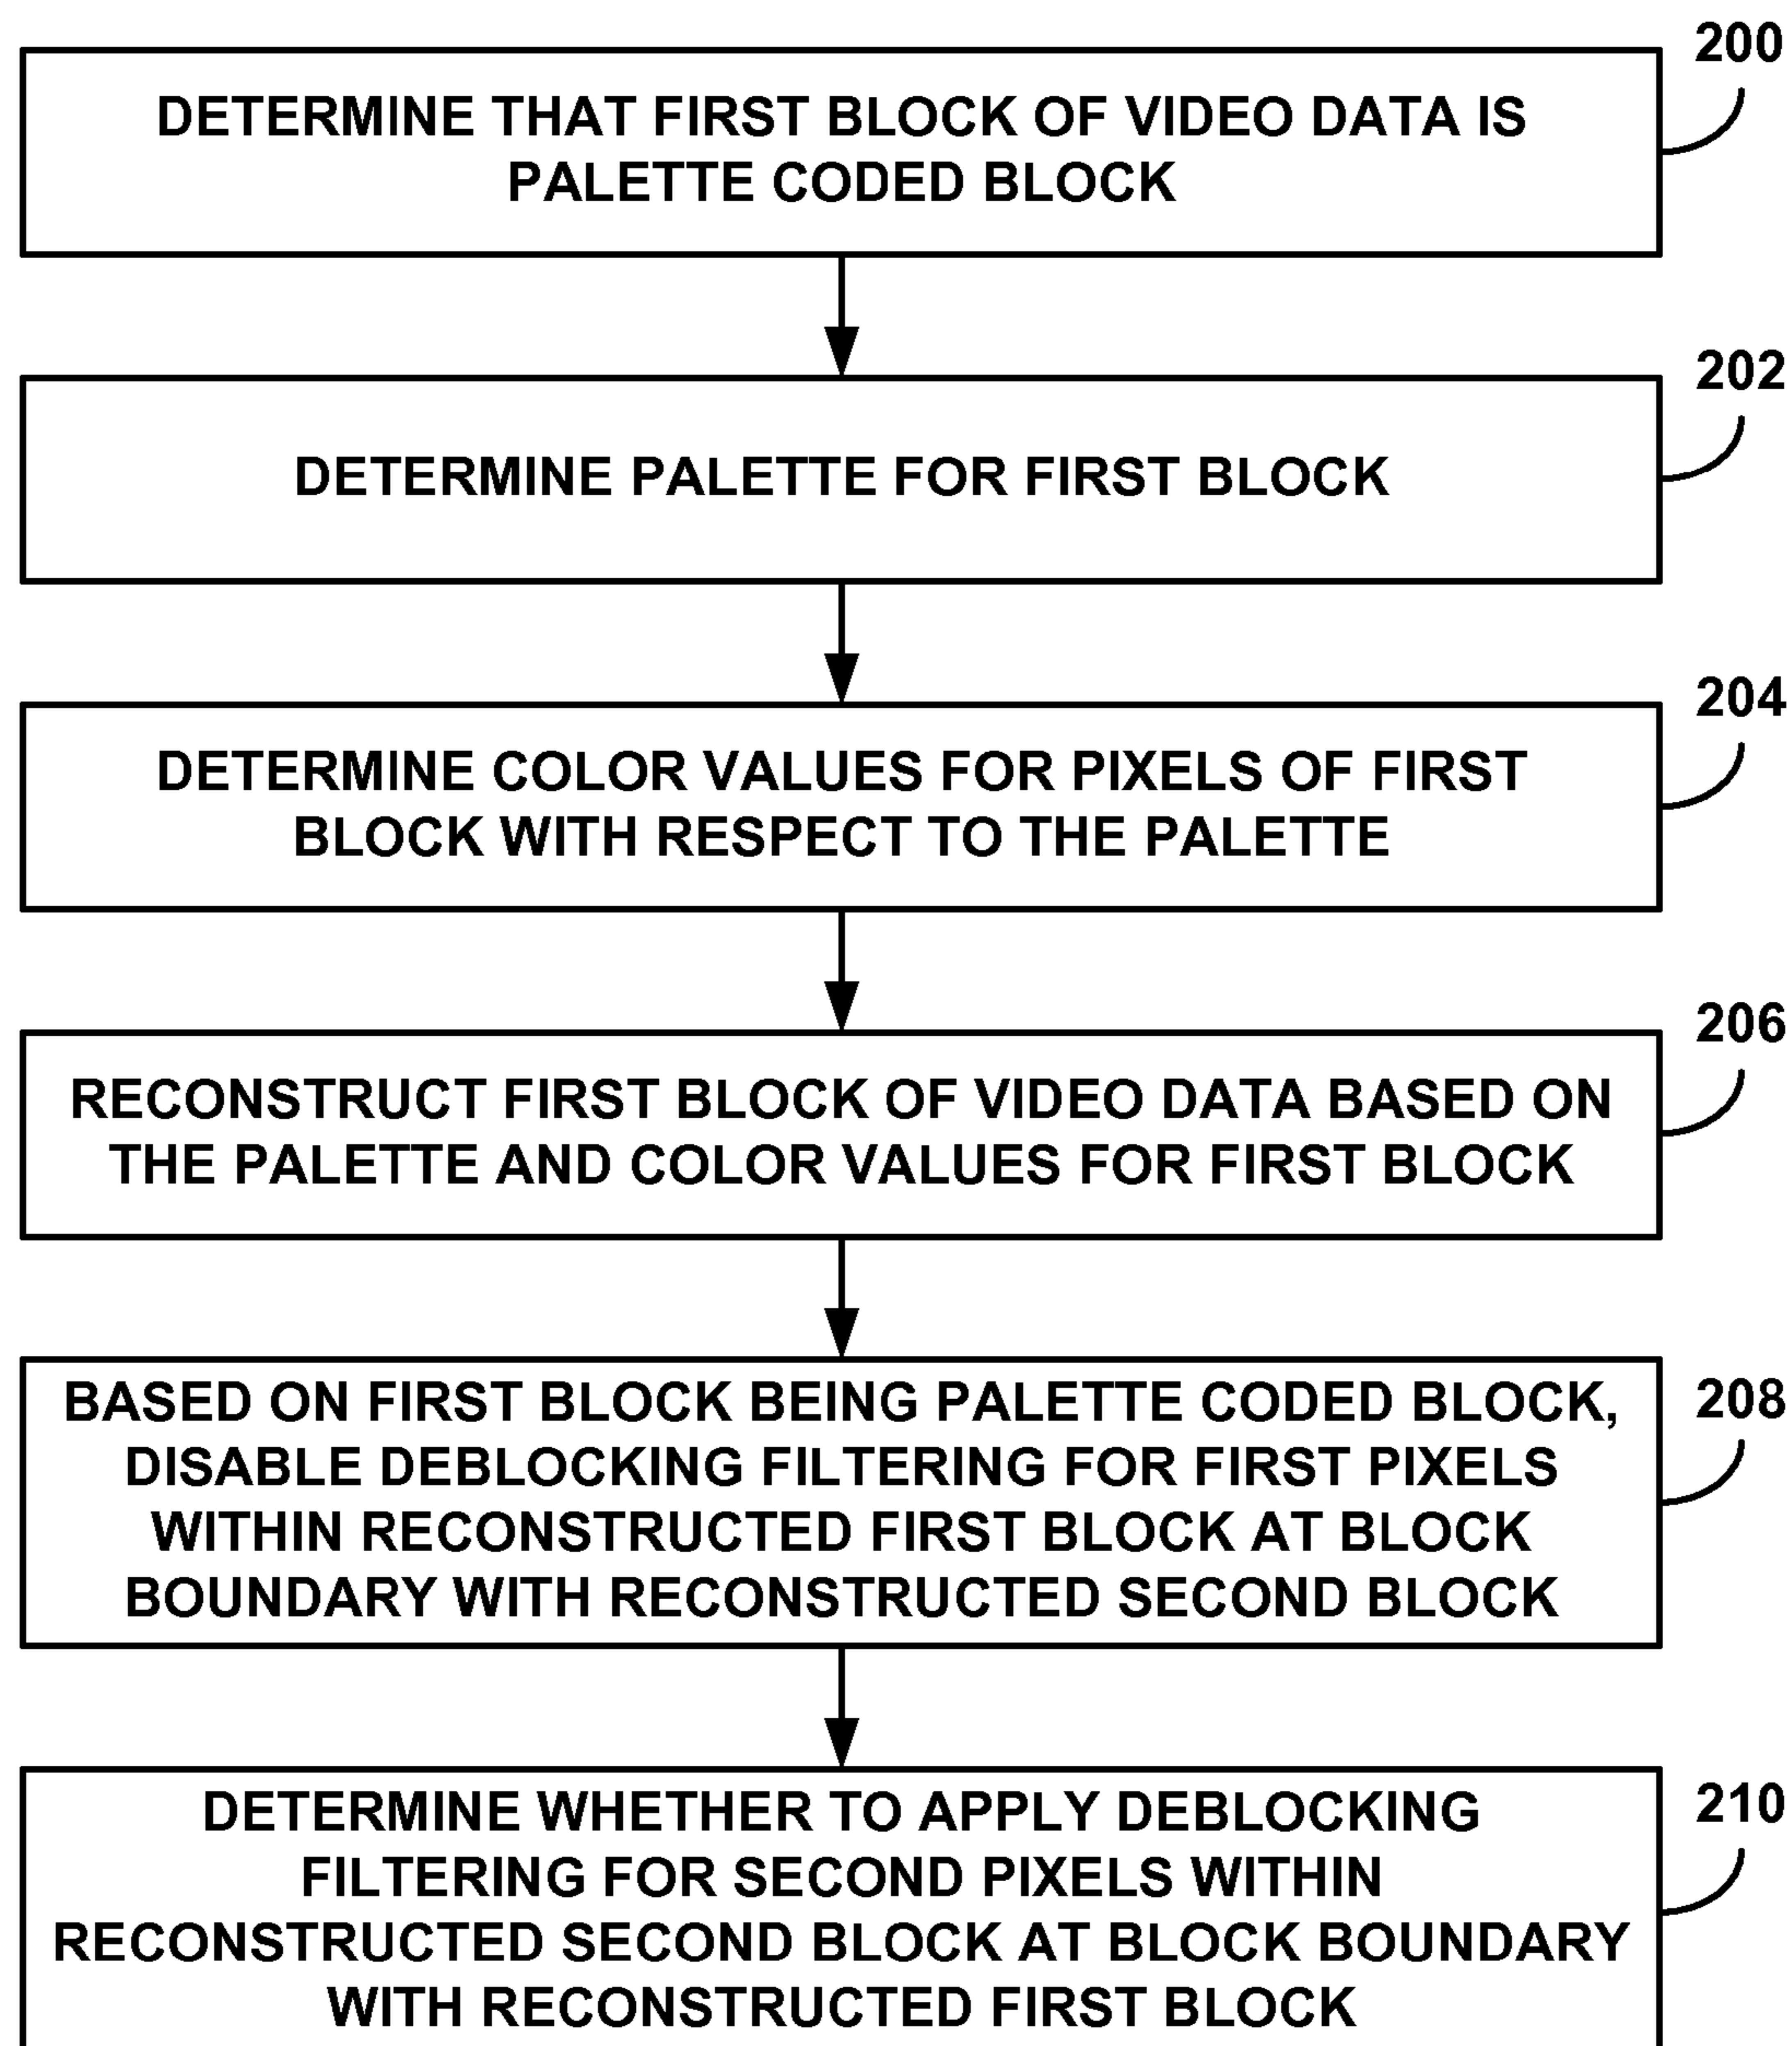 200
DETERMINE THAT FIRST BLOCK OF VIDEO DATA IS
PALETTE CODED BLOCK
202
DETERMINE PALETTE FOR FIRST BLOCK
204
DETERMINE COLOR VALUES FOR PIXELS OF FIRST
BLOCK WITH RESPECT TO THE PALETTE
206
RECONSTRUCT FIRST BLOCK OF VIDEO DATA BASED ON
THE PALETTE AND COLOR VALUES FOR FIRST BLOCK
208
BASED ON FIRST BLOCK BEING PALETTE CODED BLOCK,
DISABLE DEBLOCKING FILTERING FOR FIRST PIXELS
WITHIN RECONSTRUCTED FIRST BLOCK AT BLOCK
BOUNDARY WITH RECONSTRUCTED SECOND BLOCK
210
DETERMINE WHETHER TO APPLY DEBLOCKING
FILTERING FOR SECOND PIXELS WITHIN
RECONSTRUCTED SECOND BLOCK AT BLOCK BOUNDARY
WITH RECONSTRUCTED FIRST BLOCK